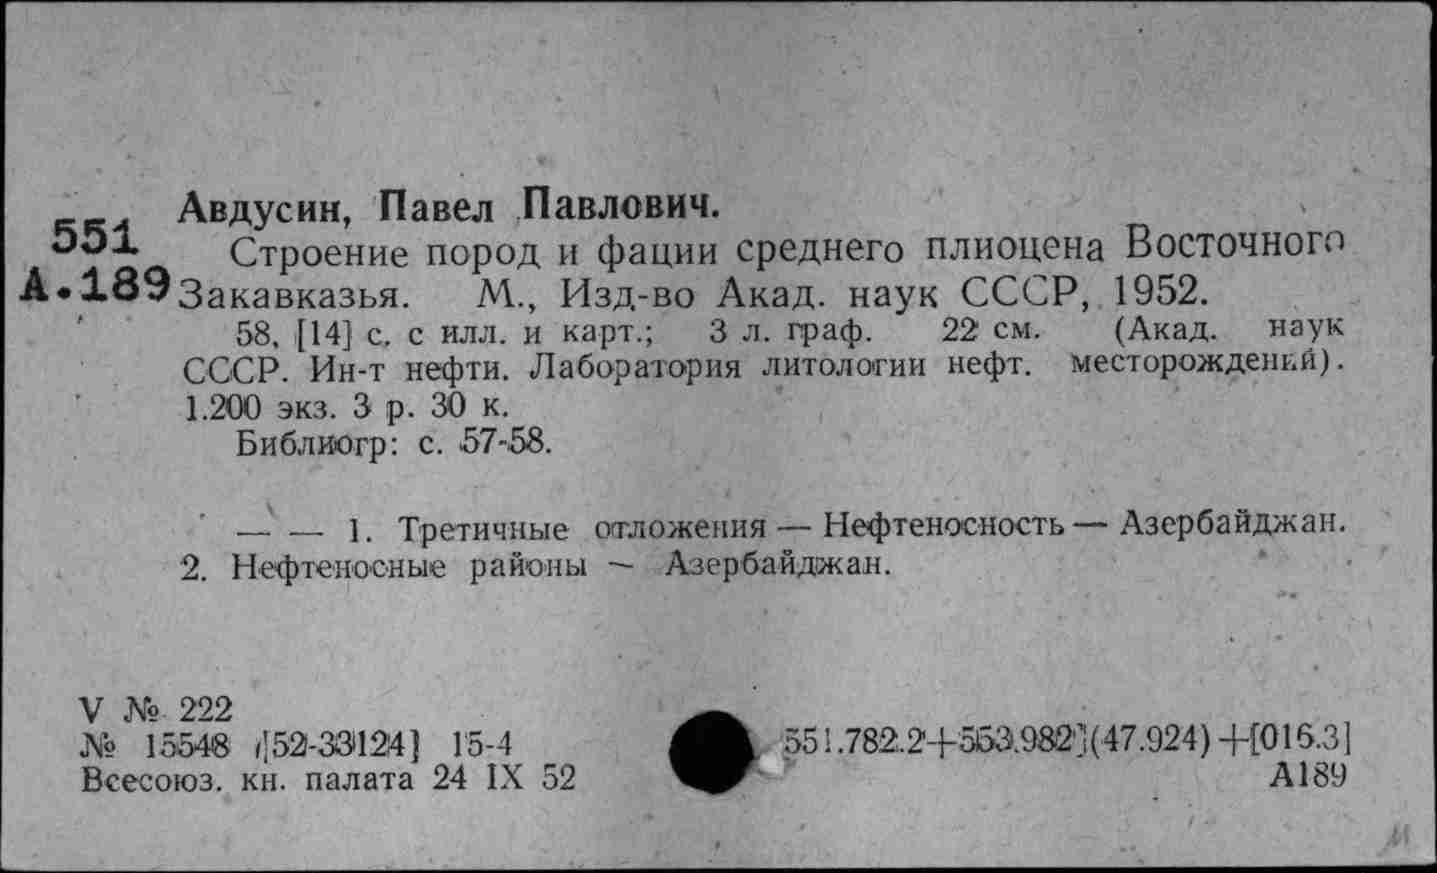 Авдусин, Павел Павлович.
551
Строение пород и фации среднего плиоцена Восточного
А.189
Закавказья. М., Изд-во Акад. наук СССР, 1952.
58, [14] с. с илл. и карт.; 3 л. граф. 22 см. (Акад. наук
СССР. Ин-т нефти. Лаборатория литологии нефт. месторождений).
1.200 экз. 3 р. 30 к.
Библиогр: с. 57-58.
— — 1. Третичные отложения — Нефтеносность — Азербайджан.
2. Нефтеносные районы — Азербайджан.
V № 222
№ 15548 [52-33124] 15-4
551.782.2+553.982](47.924)+[016.3]
Всесоюз. кн. палата 24 IX 52
А189